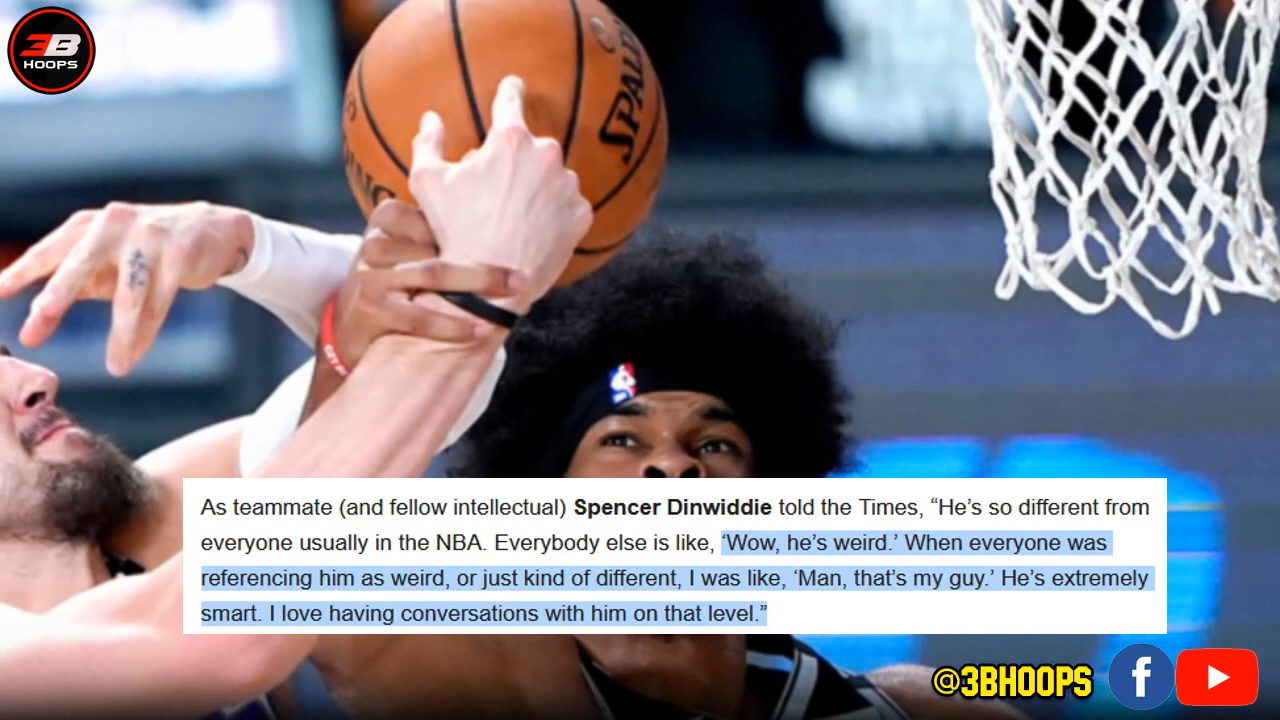 3B
HOOPS
SPALD
As teammate (and fellow intellectual) Spencer Dinwiddie told the Times, “He’s so different from
everyone usually in the NBA. Everybody else is like, ‘Wow, he’s weird.’ When everyone was
referencing him as weird, or just kind of different, I was like, ‘Man, that’s my guy.’ He’s extremely
smart. I love having conversations with him on that level.”
@3BHOOPS
f